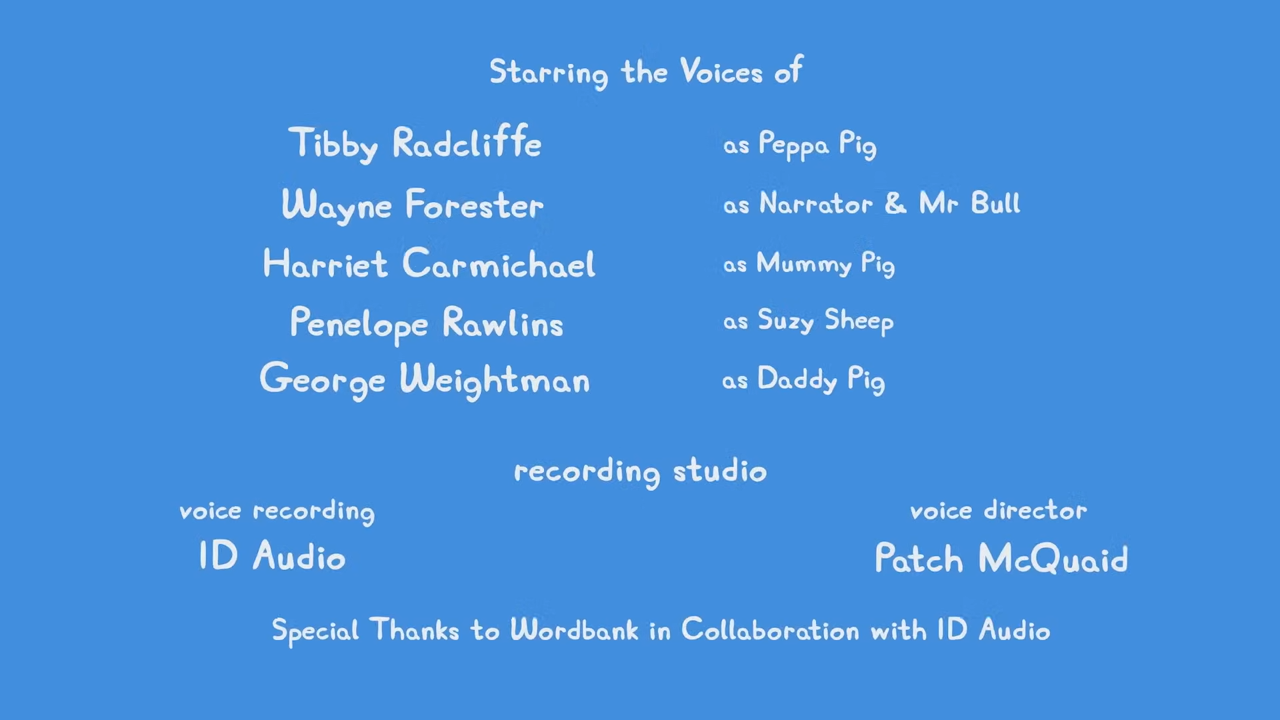 Starring the Voices of
Tibby Radcliffe as Peppa Pig
Wayne Forester as Narrator & Mr Bull
Harriet Carmichael as Mummy Pig
Penelope Rawlins as Suzy Sheep
George Weightman as Daddy Pig
recording studio
voice recording
ID Audio
voice director
Patch McQuaid
Special Thanks to Wordbank in Collaboration with ID Audio